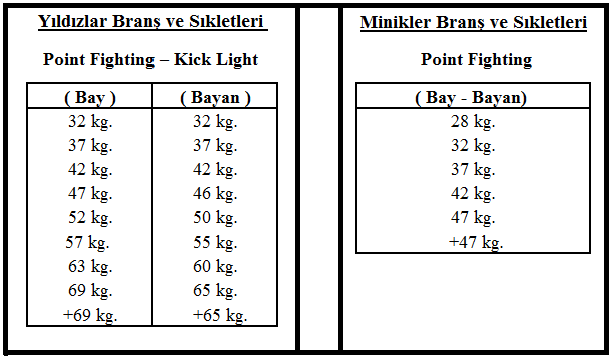 Yıldızlar Branş ve Sıkletleri
Point Fighting – Kick Light
( Bay ) ( Bayan )
32 kg. 32 kg.
37 kg. 37 kg.
42 kg. 42 kg.
47 kg. 46 kg.
52 kg. 50 kg.
57 kg. 55 kg.
63 kg. 60 kg.
69 kg. 65 kg.
+69 kg. +65 kg.
Minikler Branş ve Sıkletleri
Point Fighting
( Bay - Bayan)
28 kg.
32 kg.
37 kg.
42 kg.
47 kg.
+47 kg.